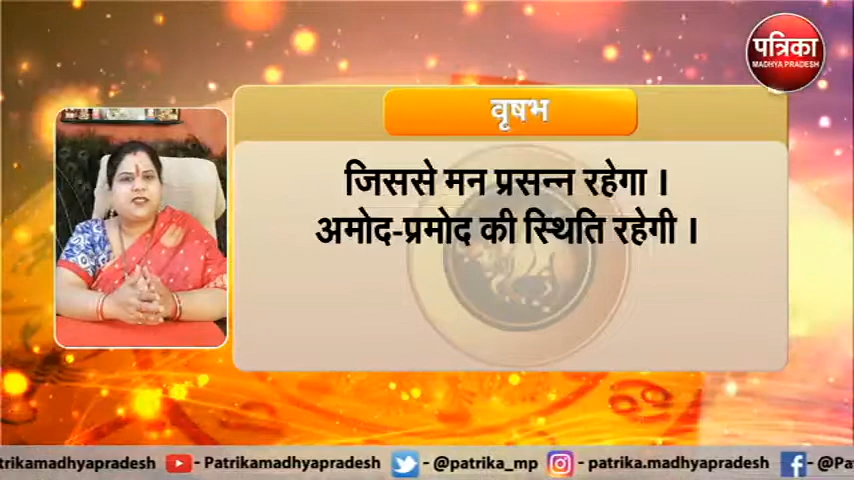 पत्रिका
MADHYA PRADESH
वृषभ
जिससे मन प्रसन्न रहेगा ।
अमोद-प्रमोद की स्थिति रहेगी ।
trikamadhyapradesh - Patrikamadhyapradesh - @patrika_mp - patrika.madhyapradesh - @Pa